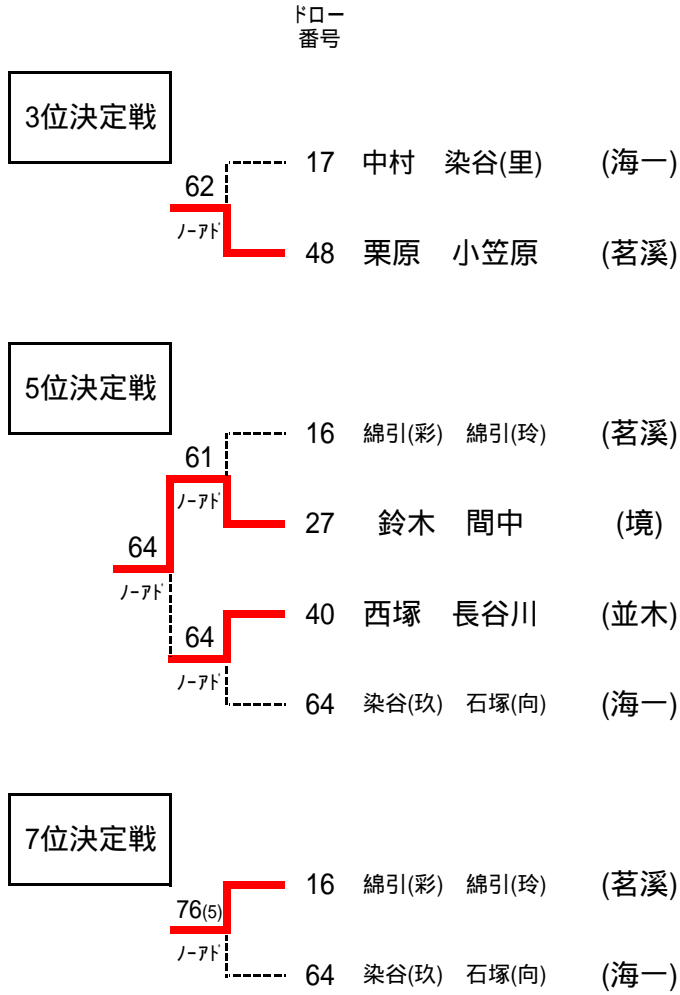 ドロー
番号
3位決定戦
17 中村 染谷(里) (海一)
62
ノーアド
48 栗原 小笠原 (茗溪)
5位決定戦
16 綿引(彩) 綿引(玲) (茗溪)
61
ノーアド
27 鈴木 間中 (境)
64
ノーアド
40 西塚 長谷川 (並木)
64
ノーアド
64 染谷(玖) 石塚(向) (海一)
7位決定戦
16 綿引(彩) 綿引(玲) (茗溪)
76(5)
ノーアド
64 染谷(玖) 石塚(向) (海一)